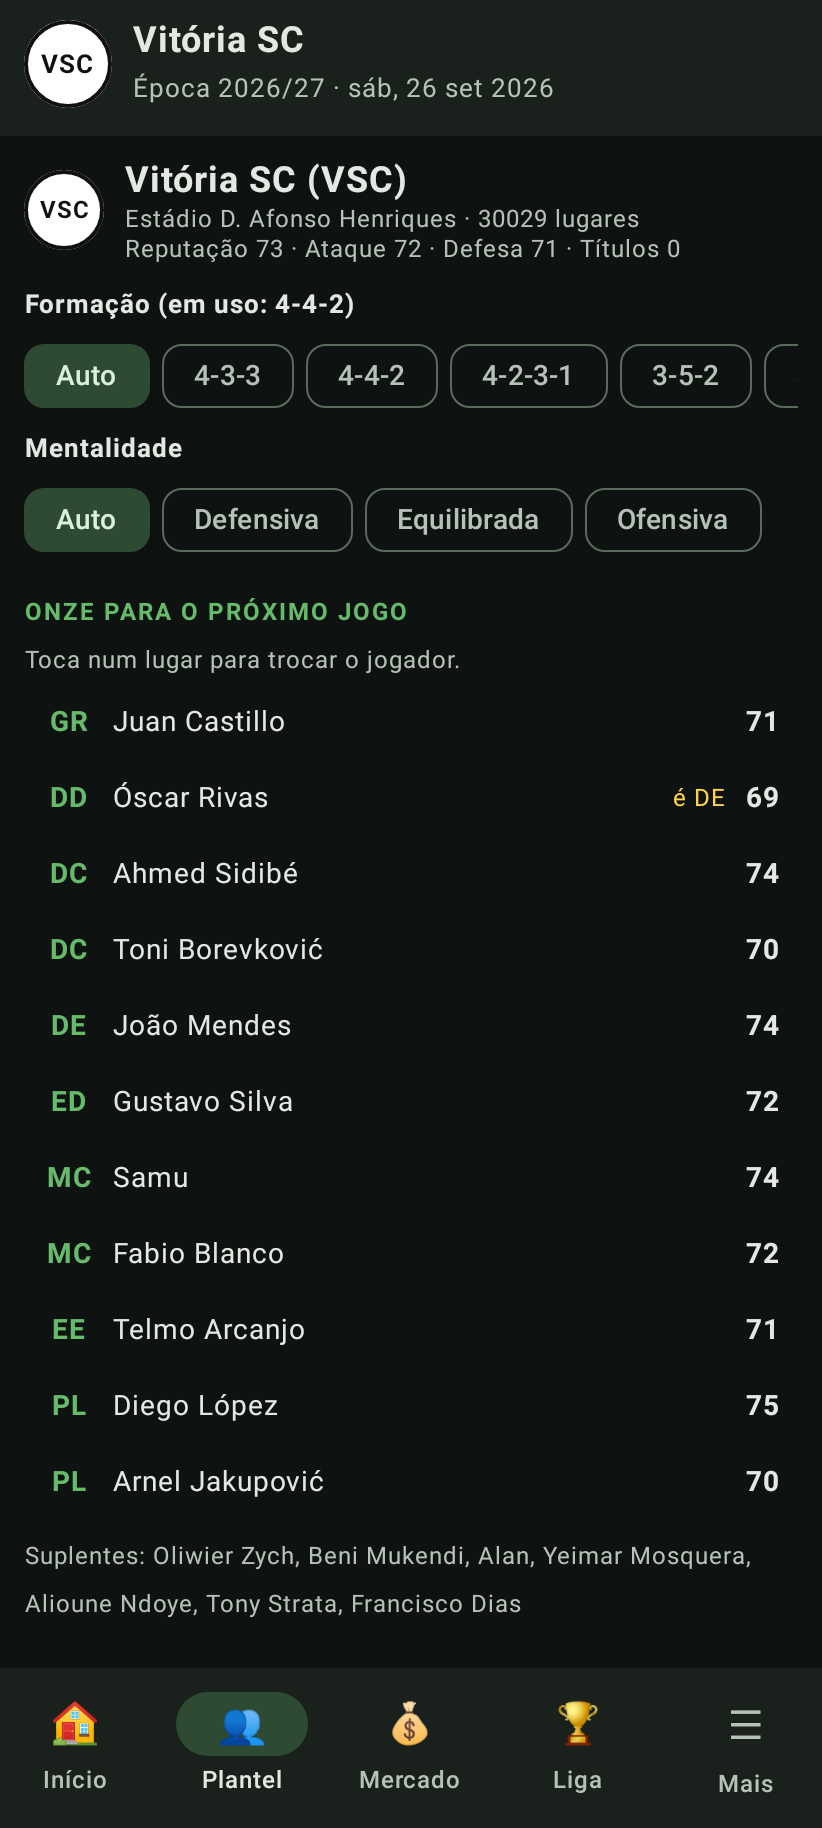 VSC
Vitória SC
Época 2026/27 · sáb, 26 set 2026
VSC
Vitória SC (VSC)
Estádio D. Afonso Henriques · 30029 lugares
Reputação 73 · Ataque 72 · Defesa 71 · Títulos 0
Formação (em uso: 4-4-2)
Auto 4-3-3 4-4-2 4-2-3-1 3-5-2
Mentalidade
Auto Defensiva Equilibrada Ofensiva
ONZE PARA O PRÓXIMO JOGO
Toca num lugar para trocar o jogador.
GR Juan Castillo 71
DD Óscar Rivas é DE 69
DC Ahmed Sidibé 74
DC Toni Borevković 70
DE João Mendes 74
ED Gustavo Silva 72
MC Samu 74
MC Fabio Blanco 72
EE Telmo Arcanjo 71
PL Diego López 75
PL Arnel Jakupović 70
Suplentes: Oliwier Zych, Beni Mukendi, Alan, Yeimar Mosquera,
Alioune Ndoye, Tony Strata, Francisco Dias
Início Plantel Mercado Liga Mais